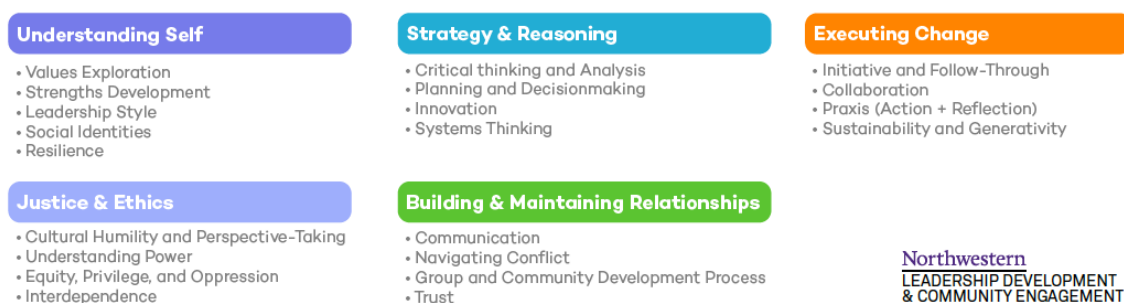 Understanding Self
• Values Exploration
• Strengths Development
• Leadership Style
• Social Identities
• Resilience
Strategy & Reasoning
• Critical thinking and Analysis
• Planning and Decisionmaking
• Innovation
• Systems Thinking
Executing Change
• Initiative and Follow-Through
• Collaboration
• Praxis (Action + Reflection)
• Sustainability and Generativity
Justice & Ethics
• Cultural Humility and Perspective-Taking
• Understanding Power
• Equity, Privilege, and Oppression
• Interdependence
Building & Maintaining Relationships
• Communication
• Navigating Conflict
• Group and Community Development Process
• Trust
Northwestern
LEADERSHIP DEVELOPMENT
& COMMUNITY ENGAGEMENT